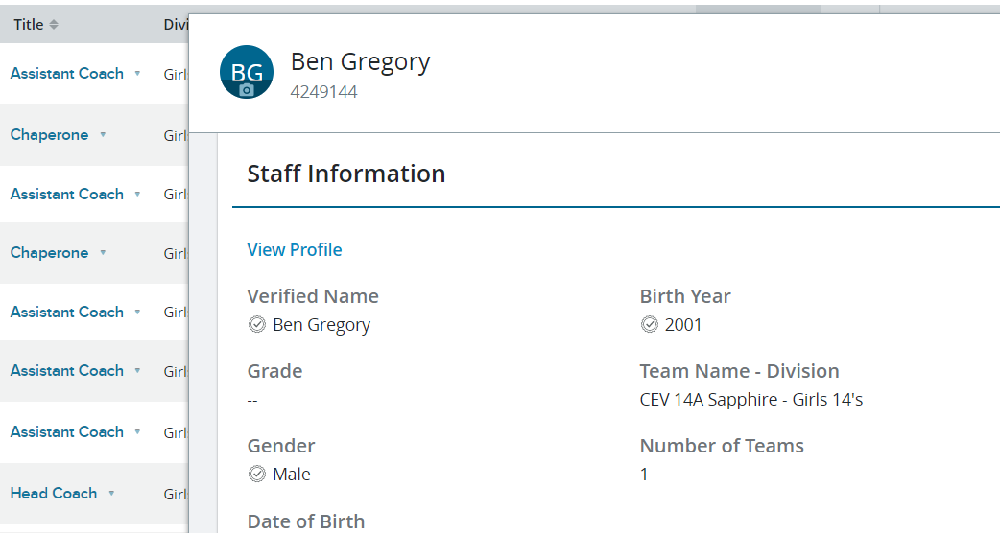 Title
Assistant Coach
Chaperone
Assistant Coach
Chaperone
Assistant Coach
Assistant Coach
Assistant Coach
Head Coach
Divi
Girl
Girl
Girl
Girl
Girl
Girl
Girl
Girl
BG
Ben Gregory
4249144
Staff Information
View Profile
Verified Name
Ben Gregory
Birth Year
2001
Grade
--
Team Name - Division
CEV 14A Sapphire - Girls 14's
Gender
Male
Number of Teams
1
Date of Birth